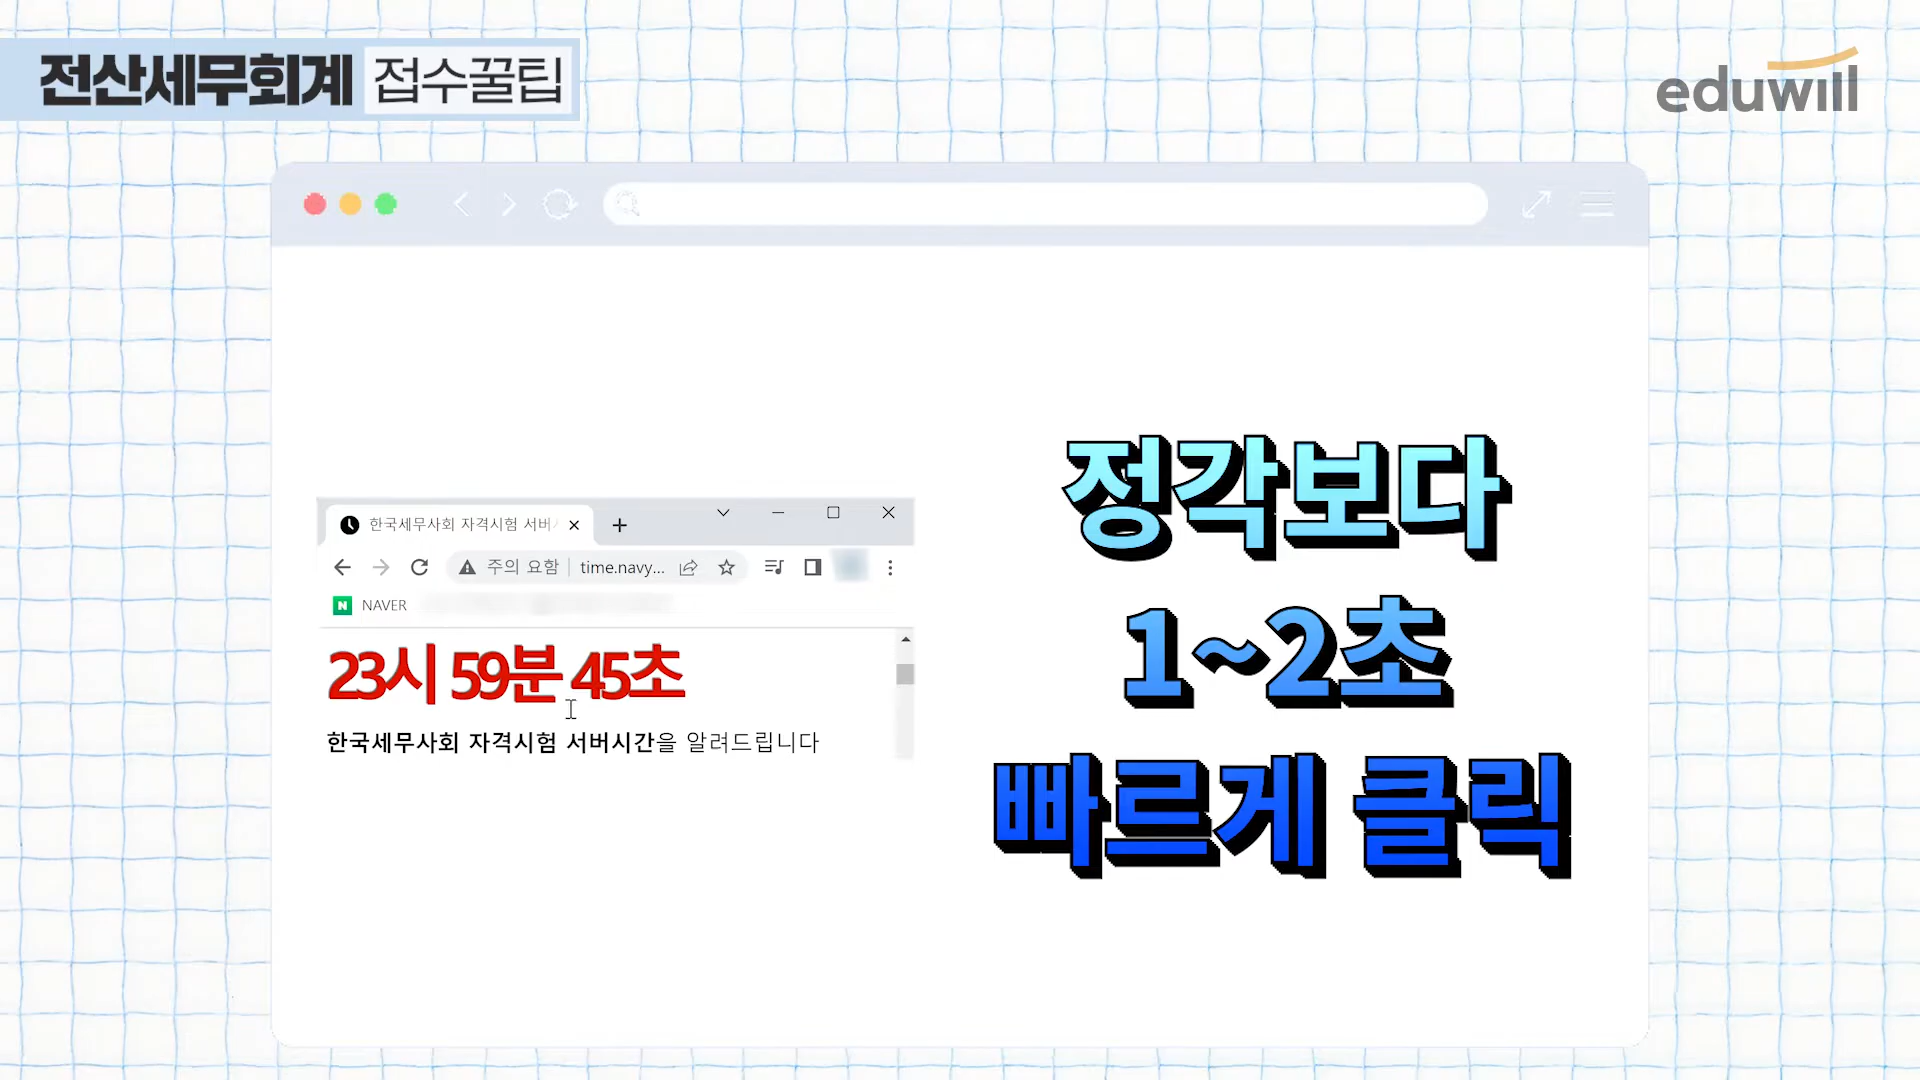 전산세무회계 접수꿀팁
eduwill
한국세무사회 자격시험 서버
주의 요함 time.navy...
NAVER
23시 59분 45초
한국세무사회 자격시험 서버시간을 알려드립니다
정각보다
1~2초
빠르게 클릭